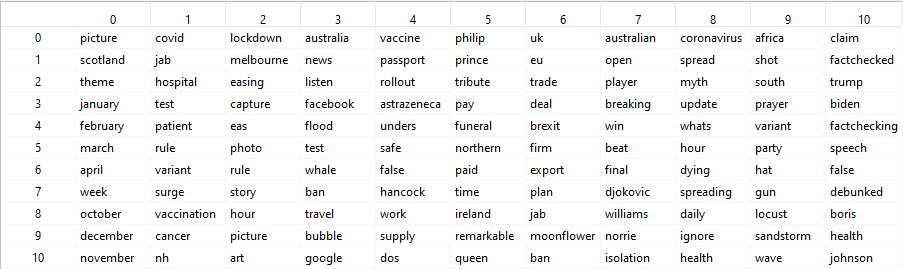 0 1 2 3 4 5 6 7 8 9 10
0 picture covid lockdown australia vaccine philip uk australian coronavirus africa claim
1 scotland jab melbourne news passport prince eu open spread shot factchecked
2 theme hospital easing listen rollout tribute trade player myth south trump
3 january test capture facebook astrazeneca pay deal breaking update prayer biden
4 february patient eas flood unders funeral brexit win whats variant factchecking
5 march rule photo test safe northern firm beat hour party speech
6 april variant rule whale false paid export final dying hat false
7 week surge story ban hancock time plan djokovic spreading gun debunked
8 october vaccination hour travel work ireland jab williams daily locust boris
9 december cancer picture bubble supply remarkable moonflower norrie ignore sandstorm health
10 november nh art google dos queen ban isolation health wave johnson